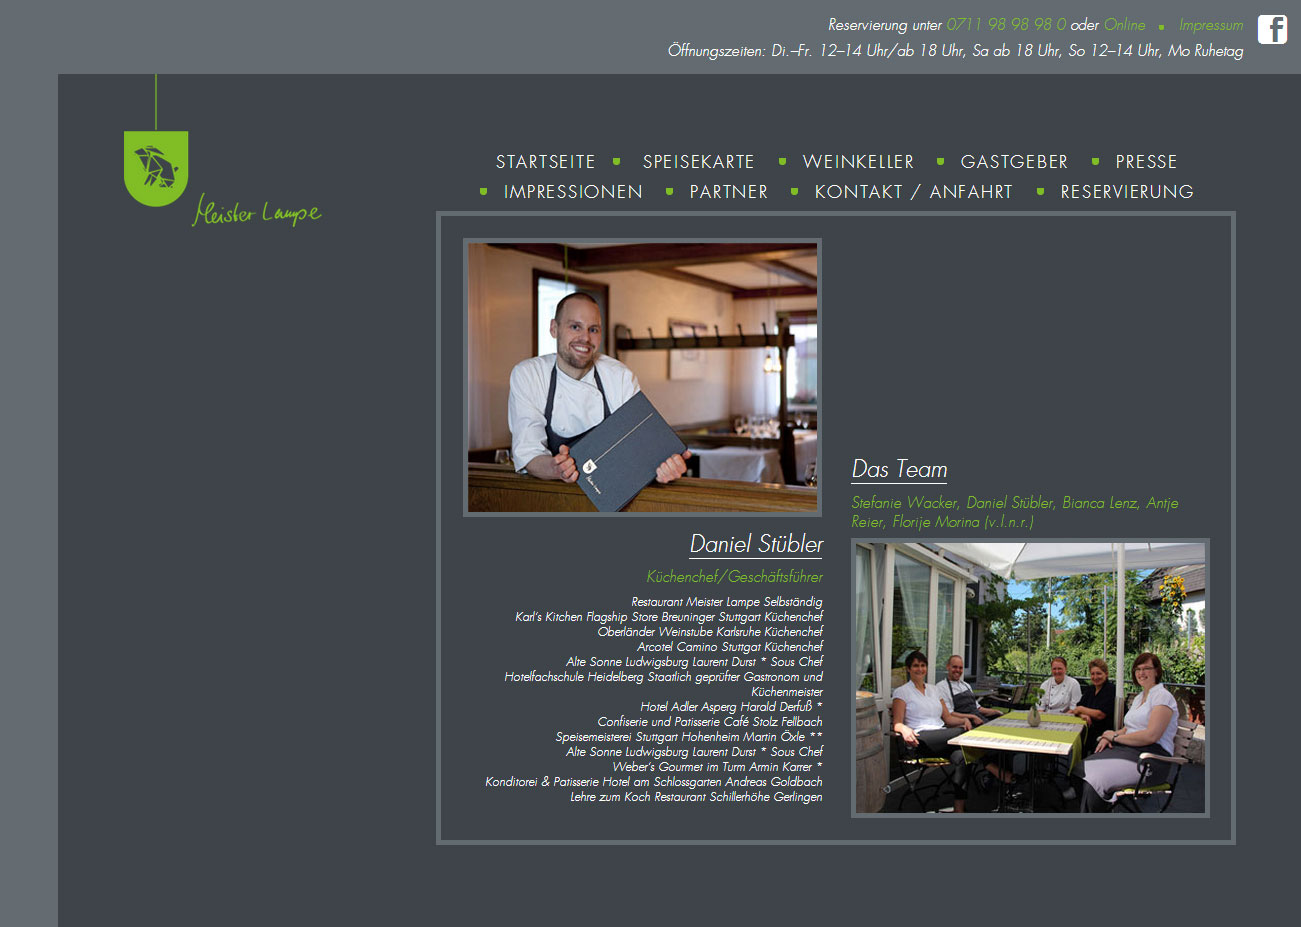 Reservierung unter 0711 98 98 98 0 oder Online Impressum
Öffnungszeiten: Di.–Fr. 12–14 Uhr/ab 18 Uhr, Sa ab 18 Uhr, So 12–14 Uhr, Mo Ruhetag
Meister Lampe
STARTSEITE SPEISEKARTE WEINKELLER GASTGEBER PRESSE
IMPRESSIONEN PARTNER KONTAKT / ANFAHRT RESERVIERUNG
Meister Lampe
Daniel Stübler
Küchenchef/Geschäftsführer
Restaurant Meister Lampe Selbständig
Karl's Kitchen Flagship Store Breuninger Stuttgart Küchenchef
Oberländer Weinstube Karlsruhe Küchenchef
Arcotel Camino Stuttgat Küchenchef
Alte Sonne Ludwigsburg Laurent Durst * Sous Chef
Hotelfachschule Heidelberg Staatlich geprüfter Gastronom und
Küchenmeister
Hotel Adler Asperg Harald Derfuß *
Confiserie und Patisserie Café Stolz Fellbach
Speisemeisterei Stuttgart Hohenheim Martin Öxle **
Alte Sonne Ludwigsburg Laurent Durst * Sous Chef
Weber's Gourmet im Turm Armin Karrer *
Konditorei & Patisserie Hotel am Schlossgarten Andreas Goldbach
Lehre zum Koch Restaurant Schillerhöhe Gerlingen
Das Team
Stefanie Wacker, Daniel Stübler, Bianca Lenz, Antje
Reier, Florije Morina (v.l.n.r.)